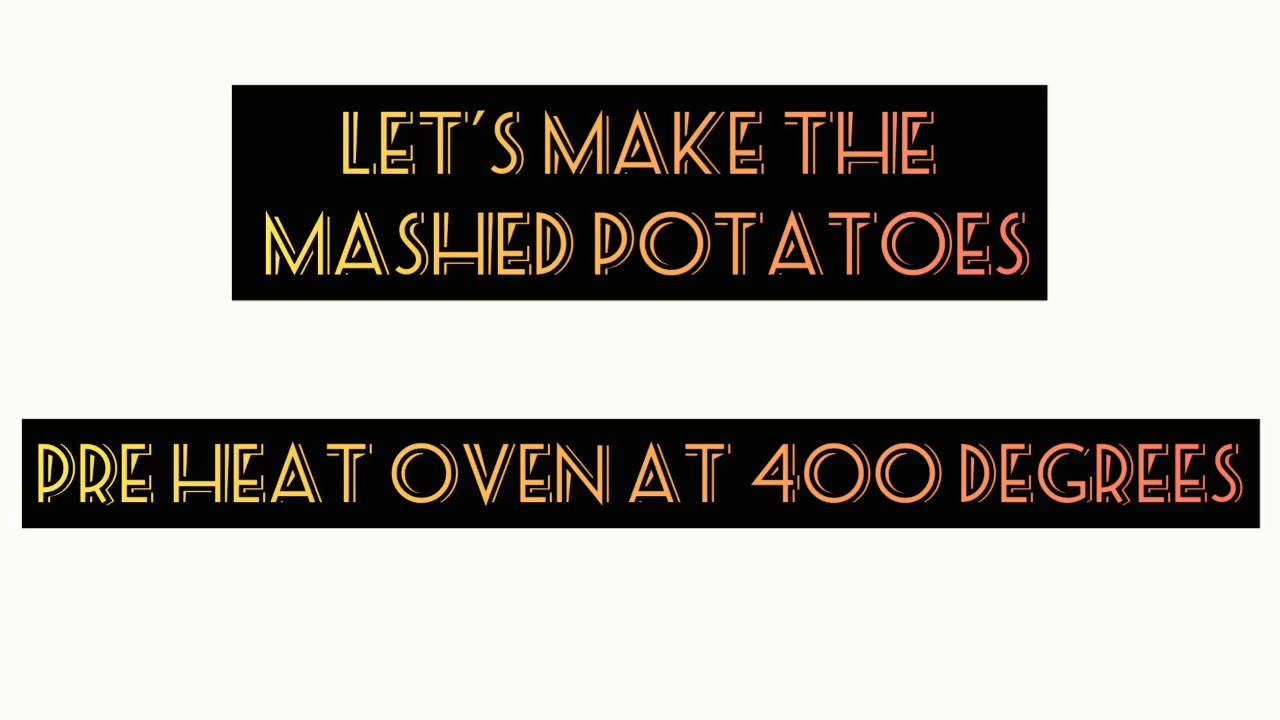 LET'S MAKE THE
MASHED POTATOES
PRE HEAT OVEN AT 400 DEGREES